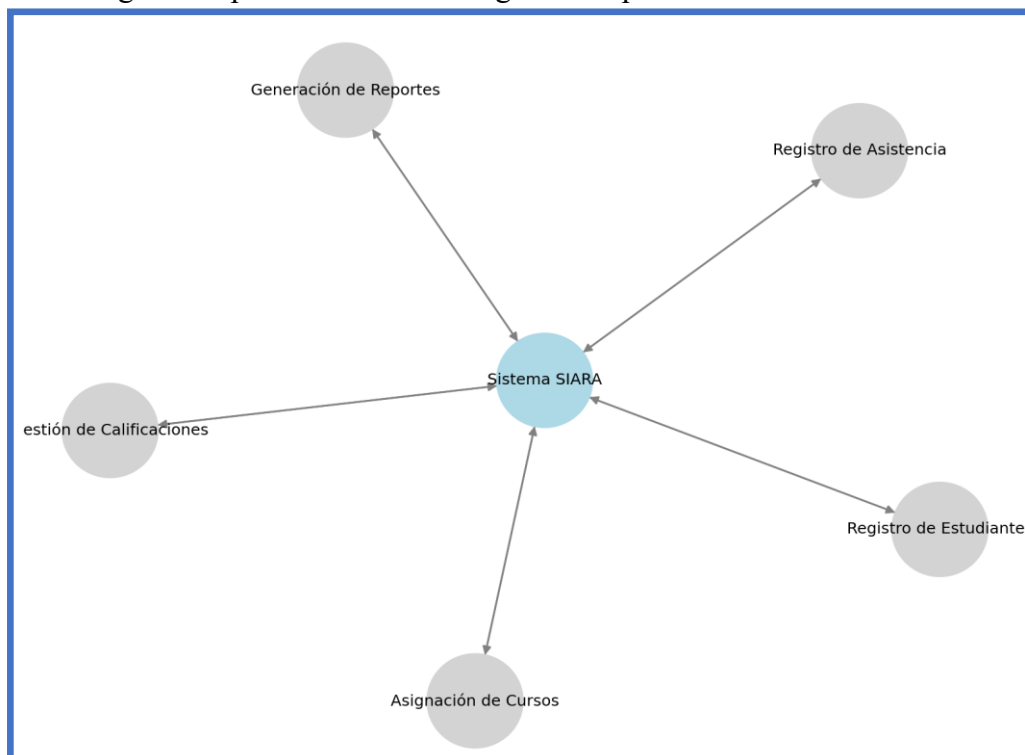 Generación de Reportes
Registro de Asistencia
Sistema SIARA
estión de Calificaciones
Registro de Estudiante
Asignación de Cursos